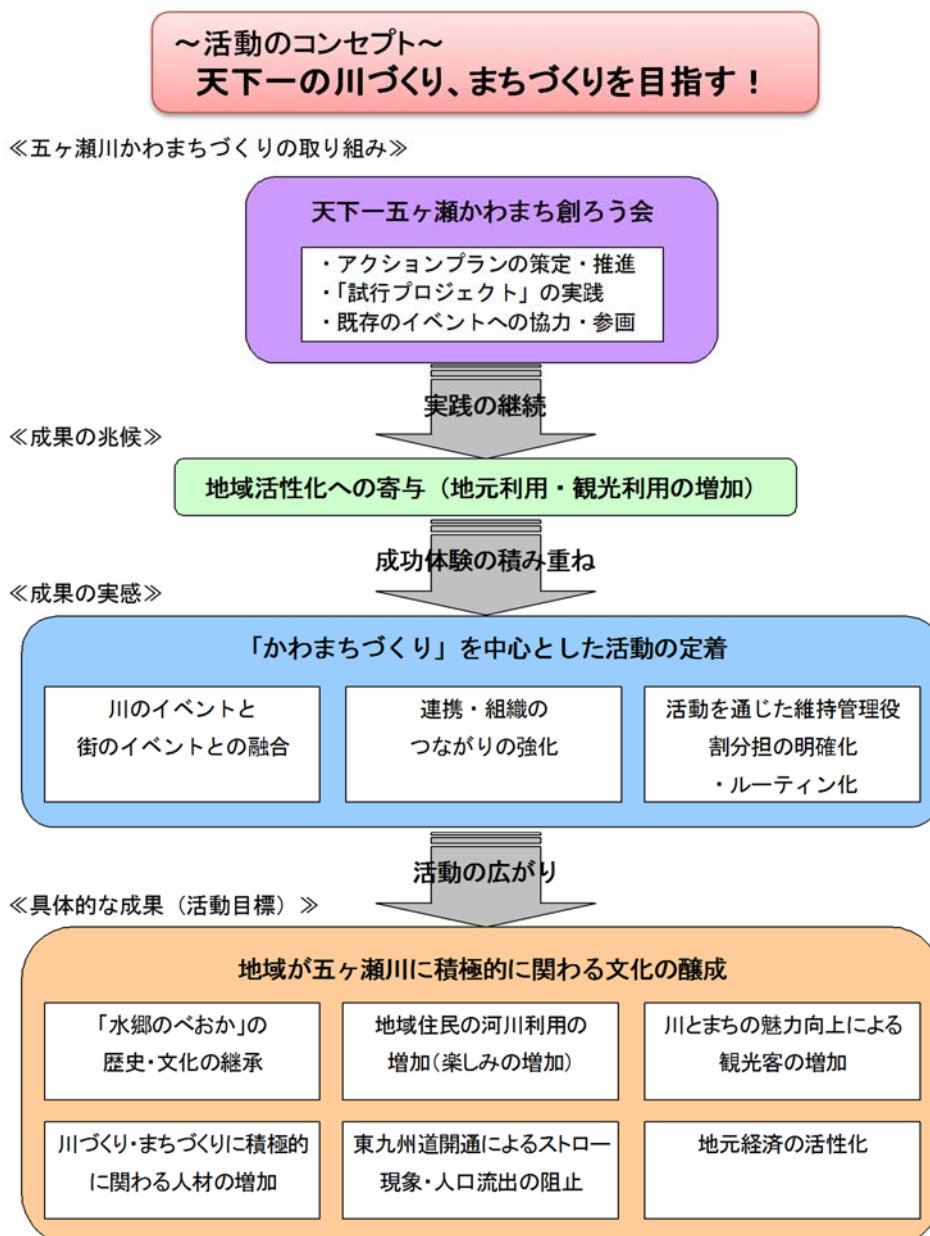 ～活動のコンセプト～
天下一の川づくり、まちづくりを目指す！
≪五ヶ瀬川かわまちづくりの取り組み≫
天下一五ヶ瀬かわまち創ろう会
・アクションプランの策定・推進
・「試行プロジェクト」の実践
・既存のイベントへの協力・参画
実践の継続
≪成果の兆候≫
地域活性化への寄与（地元利用・観光利用の増加）
成功体験の積み重ね
≪成果の実感≫
「かわまちづくり」を中心とした活動の定着
川のイベントと
街のイベントとの融合
連携・組織の
つながりの強化
活動を通じた維持管理役
割分担の明確化
・ルーティン化
活動の広がり
≪具体的な成果（活動目標）≫
地域が五ヶ瀬川に積極的に関わる文化の醸成
「水郷のべおか」の
歴史・文化の継承
地域住民の河川利用の
増加（楽しみの増加）
川とまちの魅力向上による
観光客の増加
川づくり・まちづくりに積極的
に関わる人材の増加
東九州道開通によるストロー
現象・人口流出の阻止
地元経済の活性化